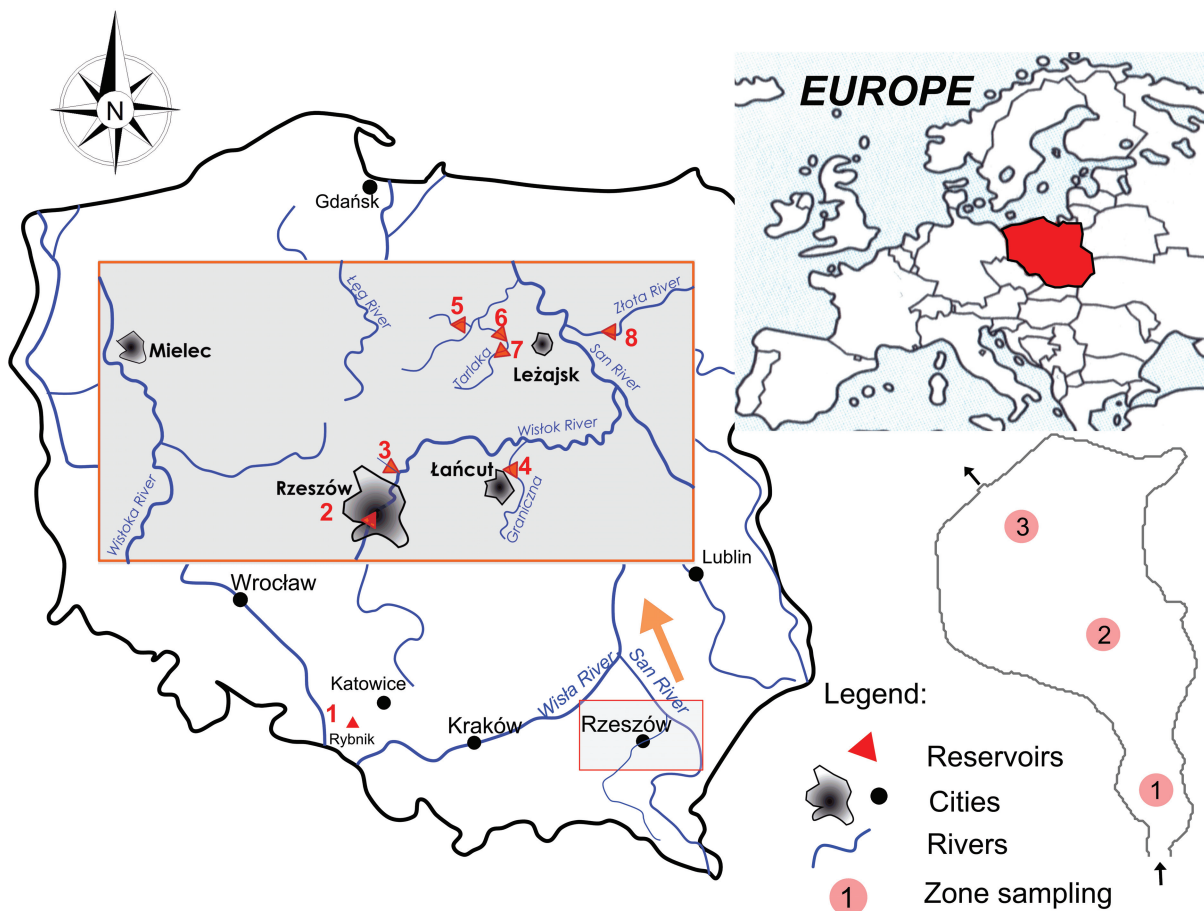 N
EUROPE
Gdańsk
Łęg River
Złota River
5
6
7
8
Mielec
Tarlaka
Leżajsk
San River
Wisłok River
3
4
Łańcut
Rzeszów
2
Graniczna
Wisłoka River
Lublin
Wrocław
Katowice
1
Rybnik
Kraków
Wisła River
San River
Rzeszów
3
2
1
Legend:
Reservoirs
Cities
Rivers
1
Zone sampling